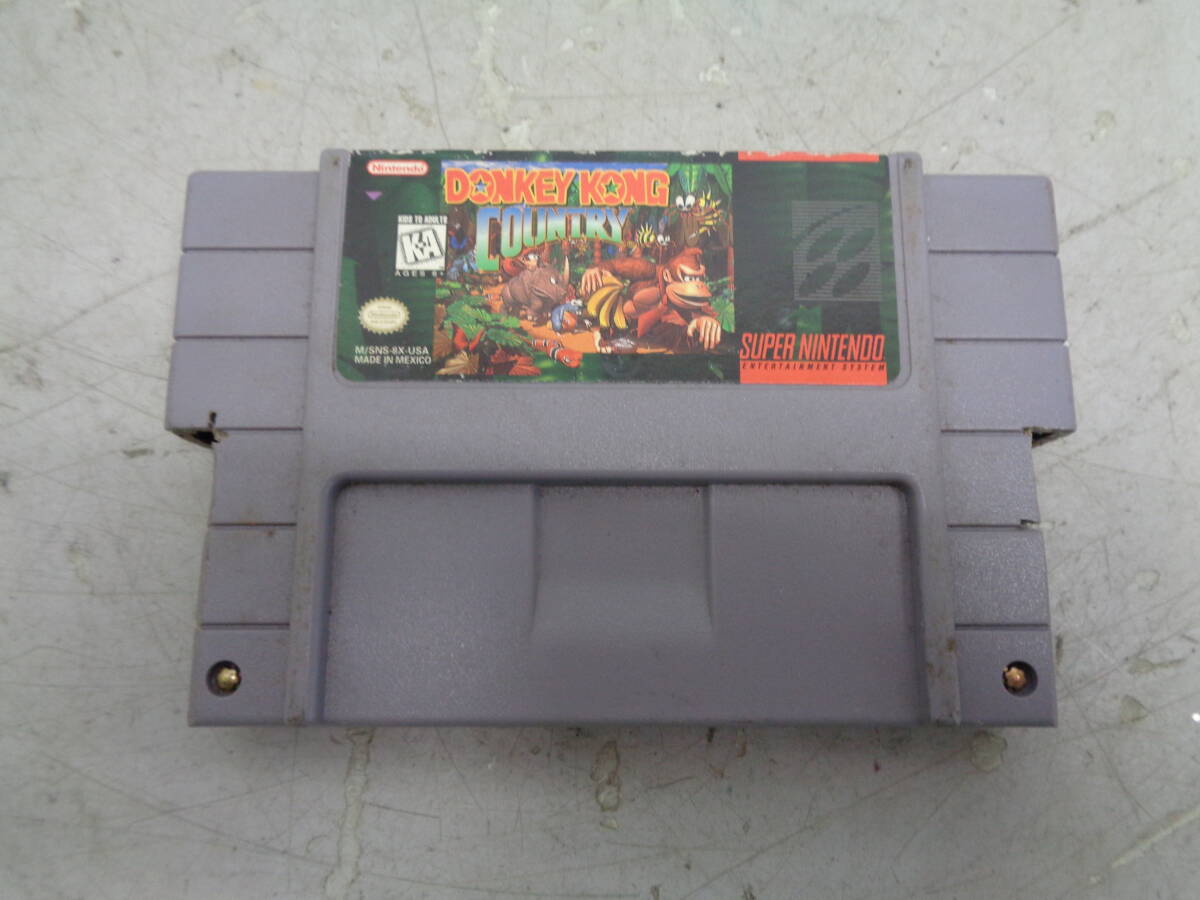 Nintendo
DONKEY KONG
COUNTRY
KIDS TO ADULTS
K-A
AGES 6+
Nintendo
M/SNS-8X-USA
MADE IN MEXICO
SUPER NINTENDO
ENTERTAINMENT SYSTEM